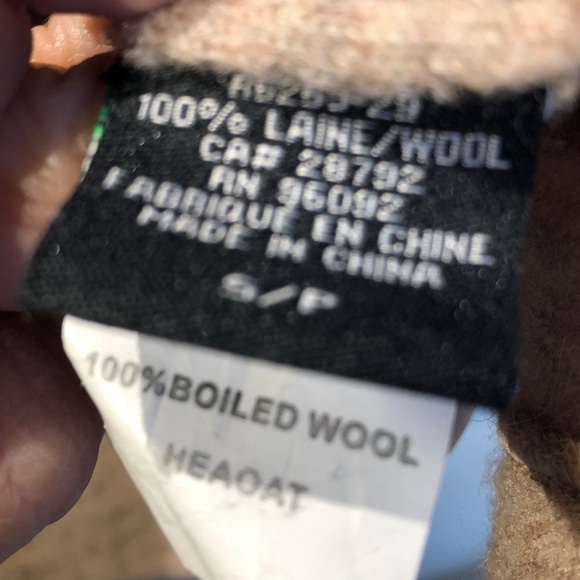 100% LAINE/WOOL
CA# 28792
RN 96092
FABRIQUE EN CHINE
MADE IN CHINA
S/P
100%BOILED WOOL
HEAOAT